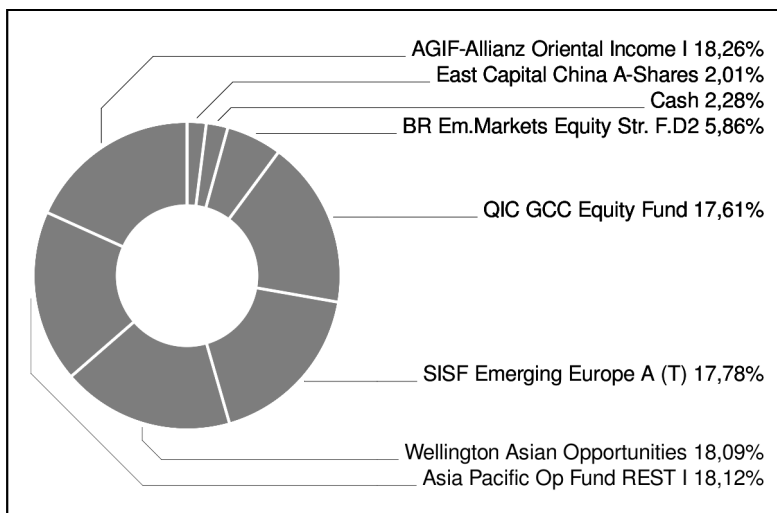 AGIF-Allianz Oriental Income I 18,26%
East Capital China A-Shares 2,01%
Cash 2,28%
BR Em.Markets Equity Str. F.D2 5,86%
QIC GCC Equity Fund 17,61%
SISF Emerging Europe A (T) 17,78%
Wellington Asian Opportunities 18,09%
Asia Pacific Op Fund REST I 18,12%